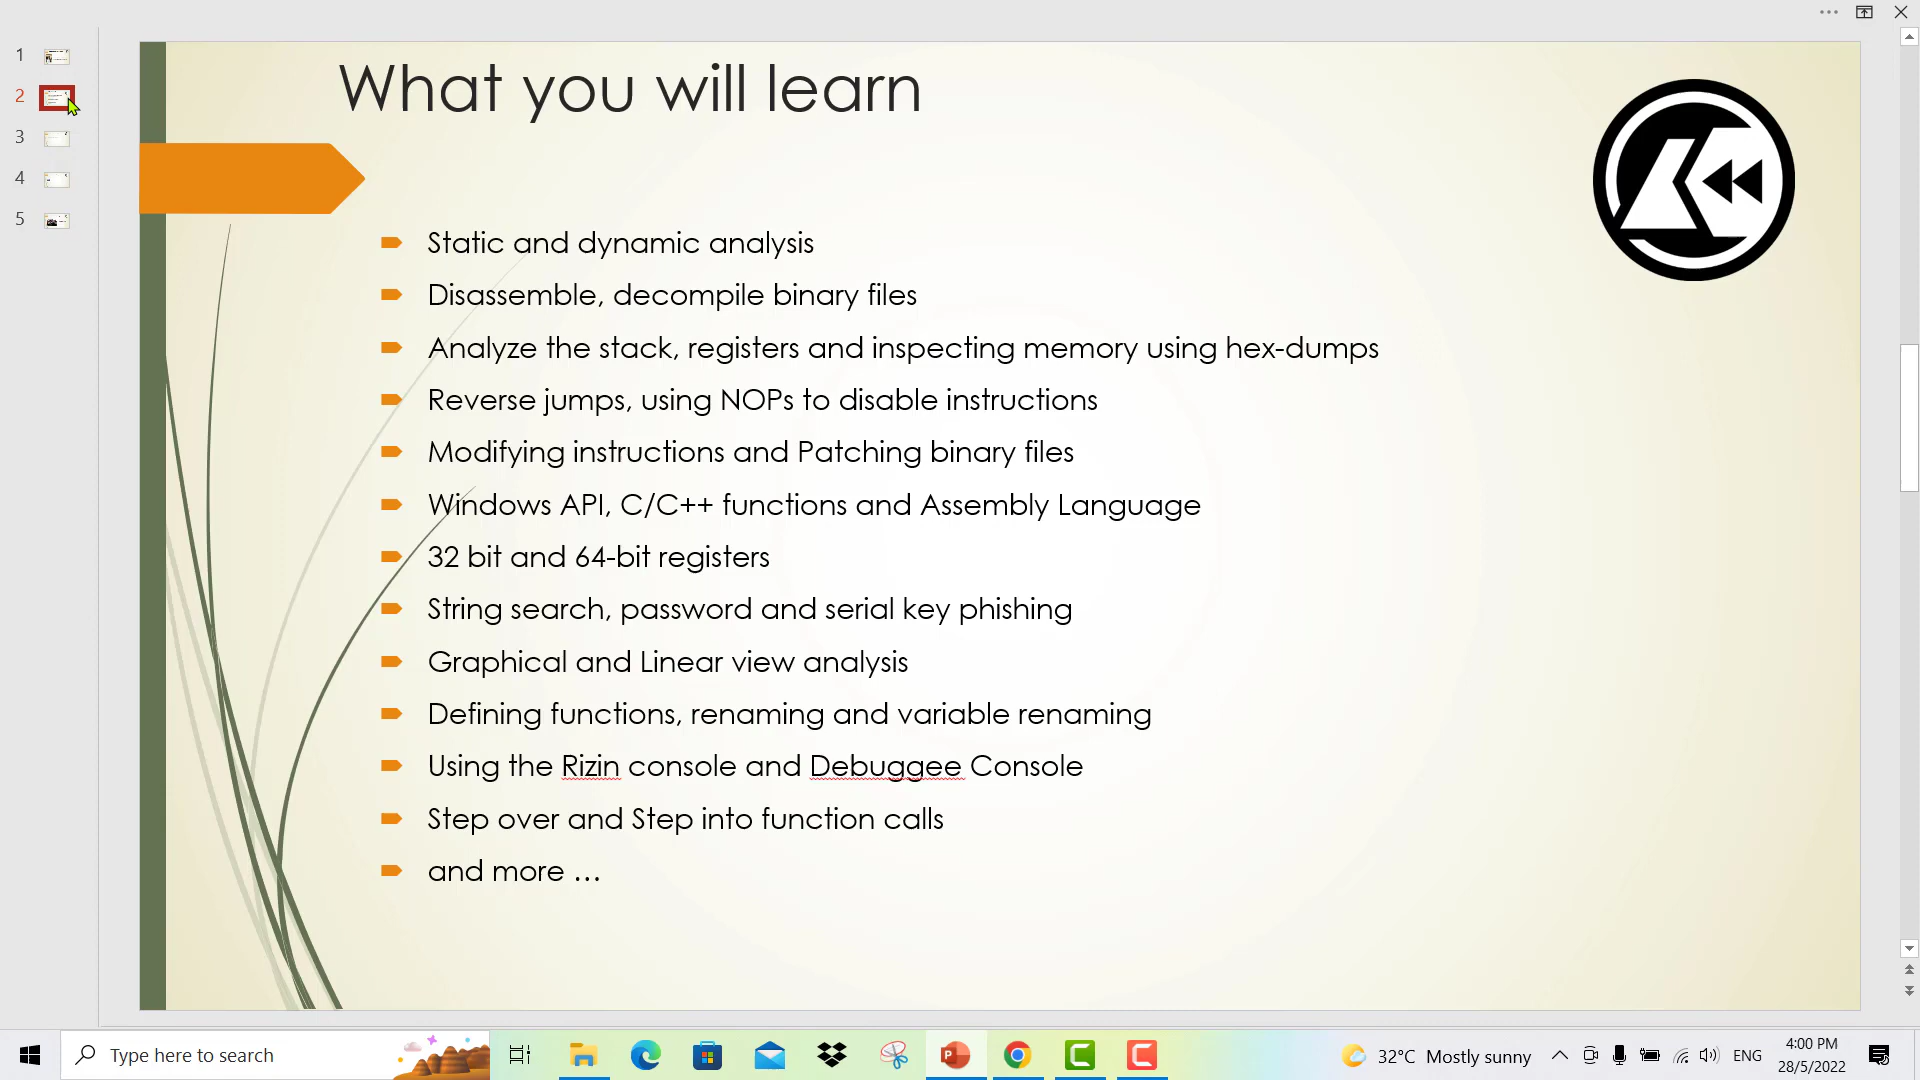 1
2
3
4
5
What you will learn
Static and dynamic analysis
Disassemble, decompile binary files
Analyze the stack, registers and inspecting memory using hex-dumps
Reverse jumps, using NOPs to disable instructions
Modifying instructions and Patching binary files
Windows API, C/C++ functions and Assembly Language
32 bit and 64-bit registers
String search, password and serial key phishing
Graphical and Linear view analysis
Defining functions, renaming and variable renaming
Using the Rizin console and Debuggee Console
Step over and Step into function calls
and more …
Type here to search
32°C Mostly sunny
ENG
4:00 PM
28/5/2022